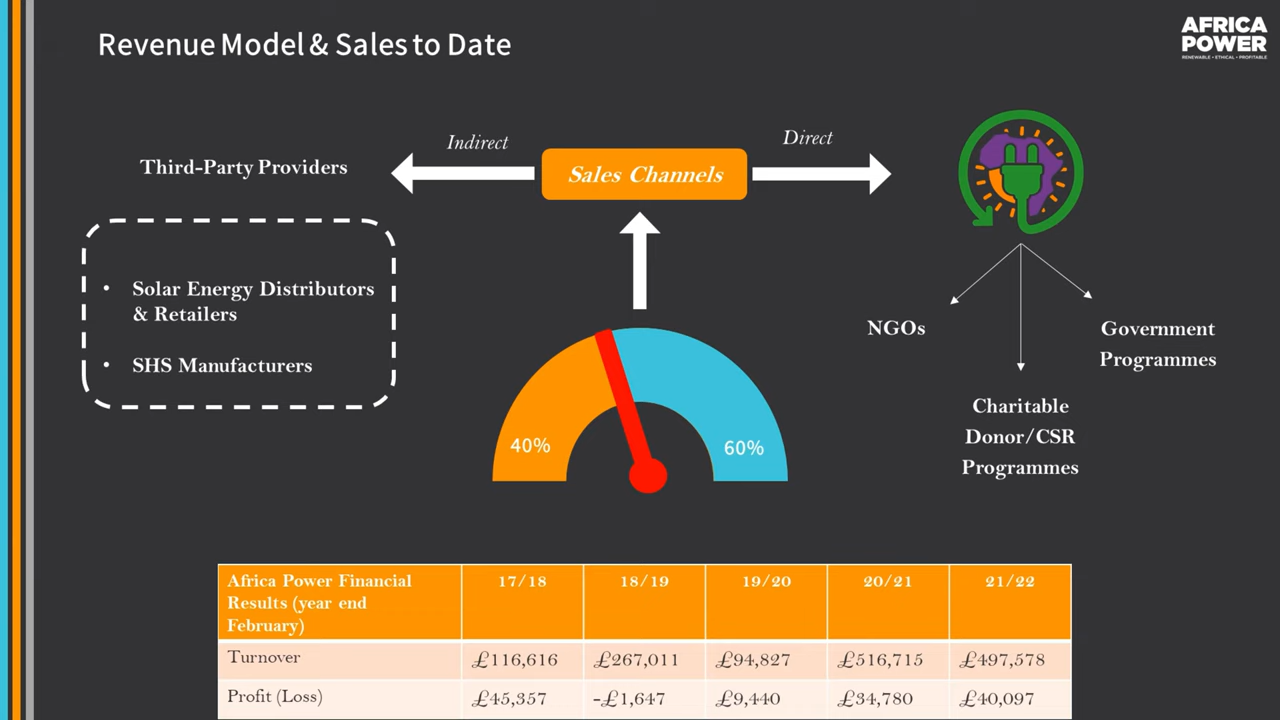 Revenue Model & Sales to Date
AFRICA
POWER
RENEWABLE • ETHICAL • PROFITABLE
Indirect
Direct
Third-Party Providers
Sales Channels
• Solar Energy Distributors
& Retailers
• SHS Manufacturers
NGOs
Government
Programmes
Charitable
Donor/CSR
Programmes
40%
60%
Africa Power Financial
Results (year end
February)
17/18
18/19
19/20
20/21
21/22
Turnover
£116,616
£267,011
£94,827
£516,715
£497,578
Profit (Loss)
£45,357
-£1,647
£9,440
£34,780
£40,097